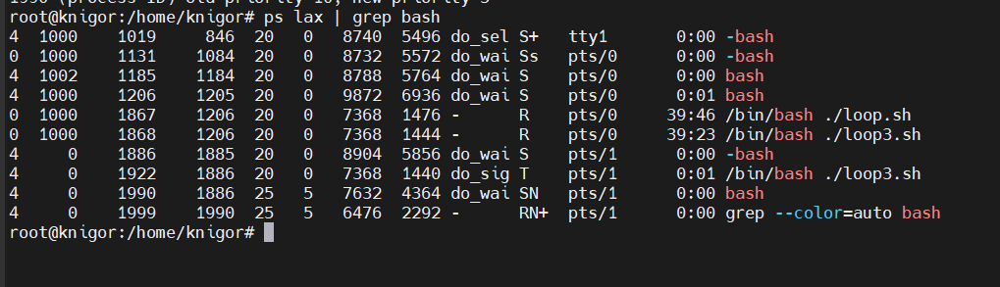 1990 (process ID) old priority 10, new priority 5
root@knigor:/home/knigor# ps lax | grep bash
4  1000    1019     846  20   0   8740  5496 do_sel S+   tty1       0:00 -bash
0  1000    1131    1084  20   0   8732  5572 do_wai Ss   pts/0      0:00 -bash
4  1002    1185    1184  20   0   8788  5764 do_wai S    pts/0      0:00 bash
4  1000    1206    1205  20   0   9872  6936 do_wai S    pts/0      0:01 bash
0  1000    1867    1206  20   0   7368  1476 -      R    pts/0     39:46 /bin/bash ./loop.sh
0  1000    1868    1206  20   0   7368  1444 -      R    pts/0     39:23 /bin/bash ./loop3.sh
4     0    1886    1885  20   0   8904  5856 do_wai S    pts/1      0:00 -bash
4     0    1922    1886  20   0   7368  1440 do_sig T    pts/1      0:01 /bin/bash ./loop3.sh
4     0    1990    1886  25   5   7632  4364 do_wai SN   pts/1      0:00 bash
4     0    1999    1990  25   5   6476  2292 -      RN+  pts/1      0:00 grep --color=auto bash
root@knigor:/home/knigor#